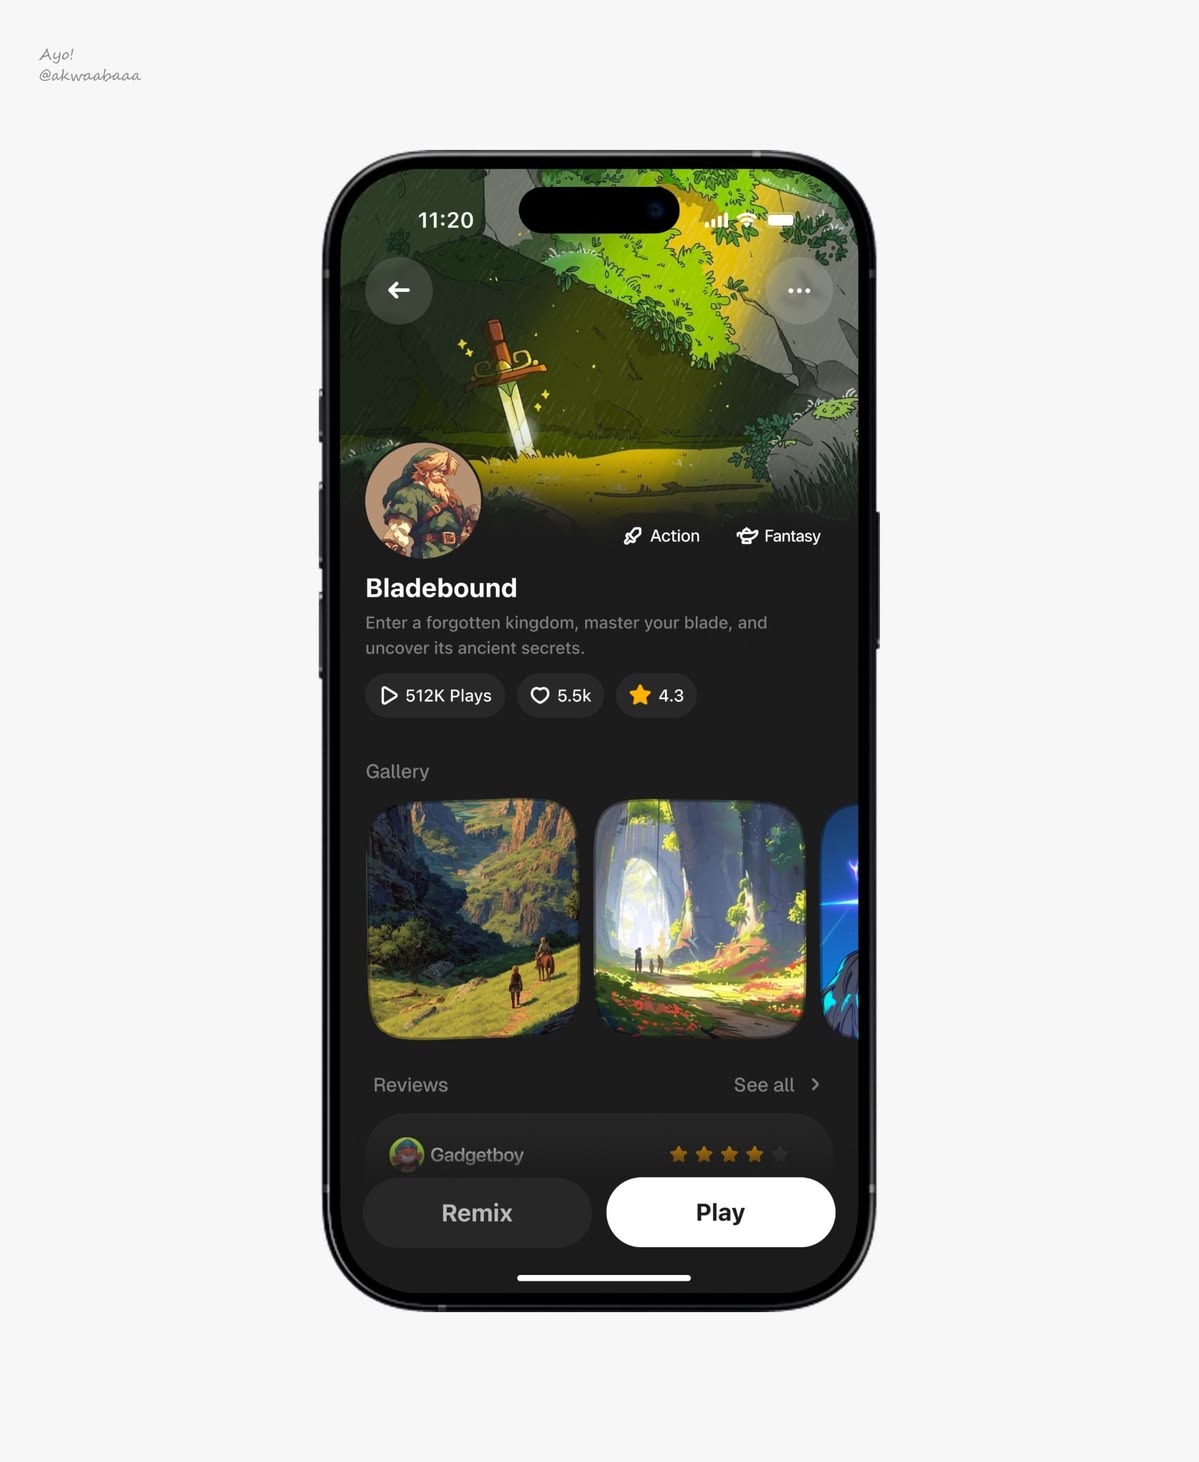 Ayo!
@akwaabaaa
11:20
Action
Fantasy
Bladebound
Enter a forgotten kingdom, master your blade, and
uncover its ancient secrets.
512K Plays
5.5k
4.3
Gallery
Reviews
See all
Gadgetboy
Remix
Play